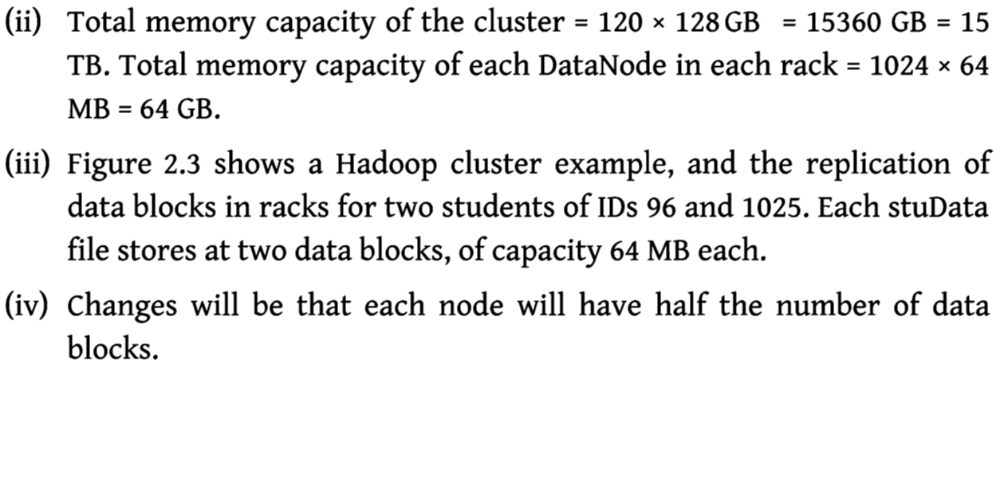 (ii) Total memory capacity of the cluster = 120 × 128 GB = 15360 GB = 15
TB. Total memory capacity of each DataNode in each rack = 1024 × 64
MB = 64 GB.
(iii) Figure 2.3 shows a Hadoop cluster example, and the replication of
data blocks in racks for two students of IDs 96 and 1025. Each stuData
file stores at two data blocks, of capacity 64 MB each.
(iv) Changes will be that each node will have half the number of data
blocks.